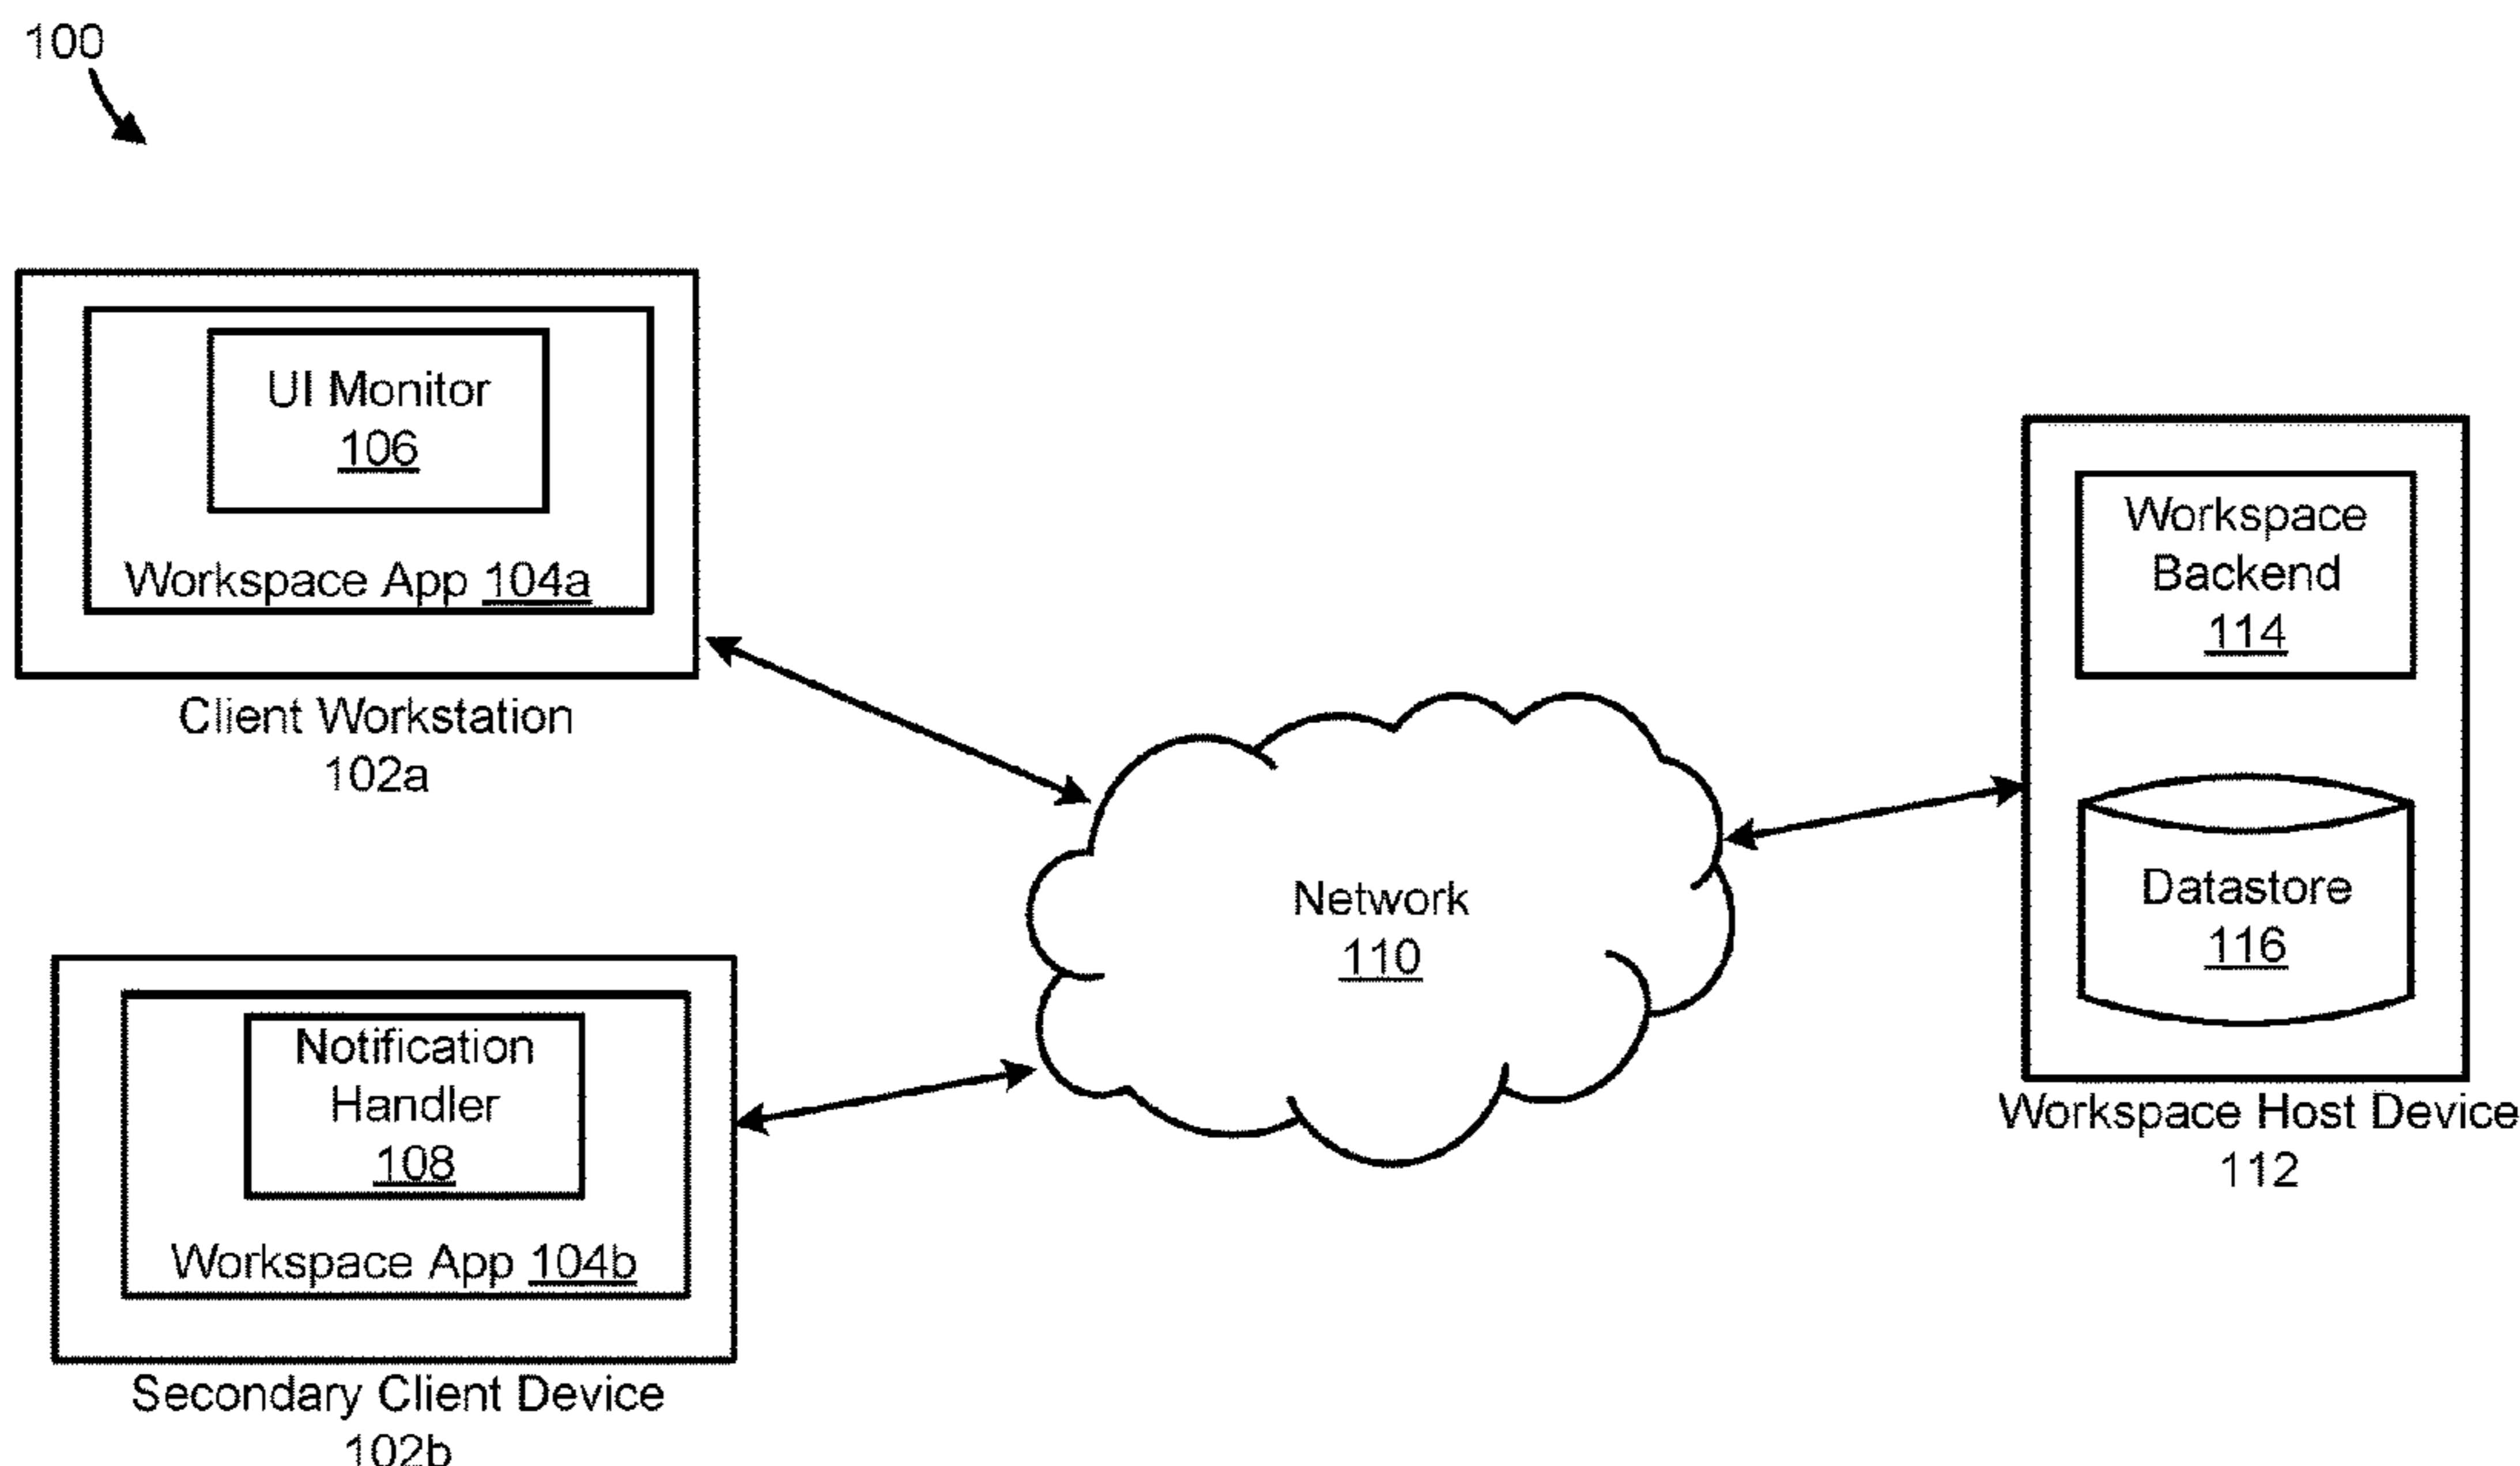 100
UI Monitor
106
Workspace App 104a
Client Workstation
102a
Notification
Handler
108
Workspace App 104b
Secondary Client Device
102b
Network
110
Workspace
Backend
114
Datastore
116
Workspace Host Device
112